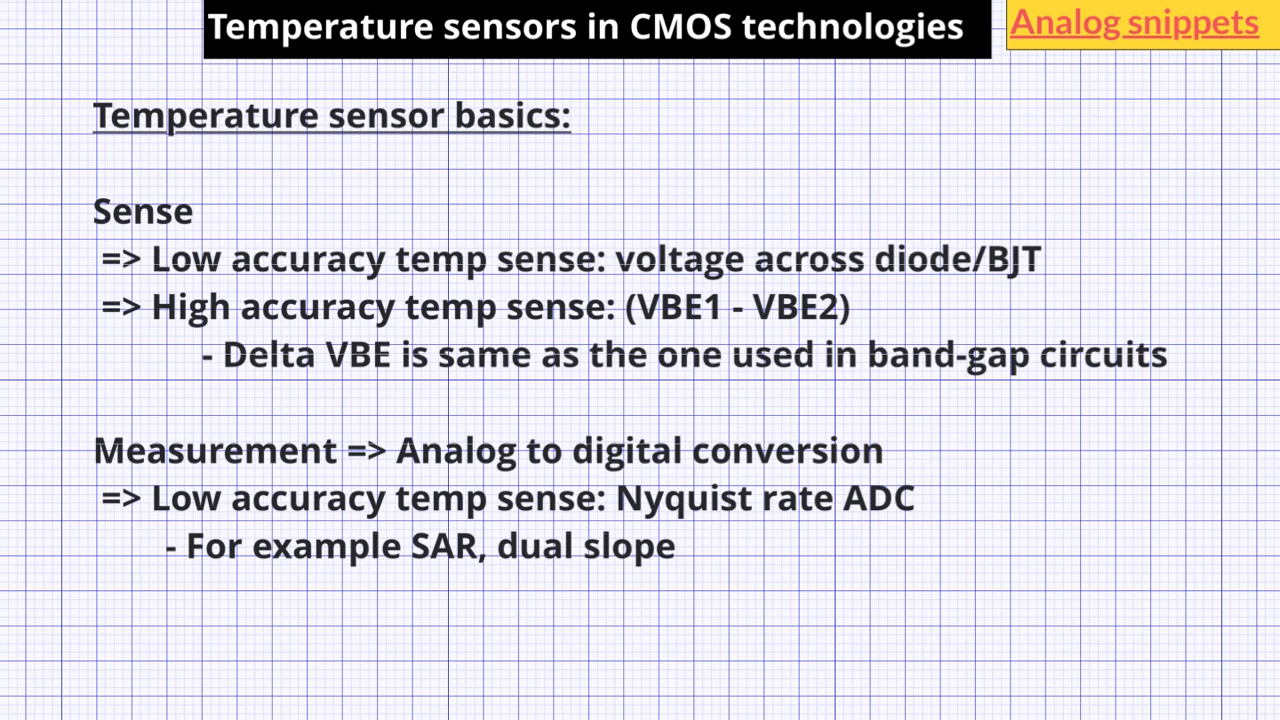 Temperature sensors in CMOS technologies
Analog snippets
Temperature sensor basics:
Sense
=> Low accuracy temp sense: voltage across diode/BJT
=> High accuracy temp sense: (VBE1 - VBE2)
- Delta VBE is same as the one used in band-gap circuits
Measurement => Analog to digital conversion
=> Low accuracy temp sense: Nyquist rate ADC
- For example SAR, dual slope